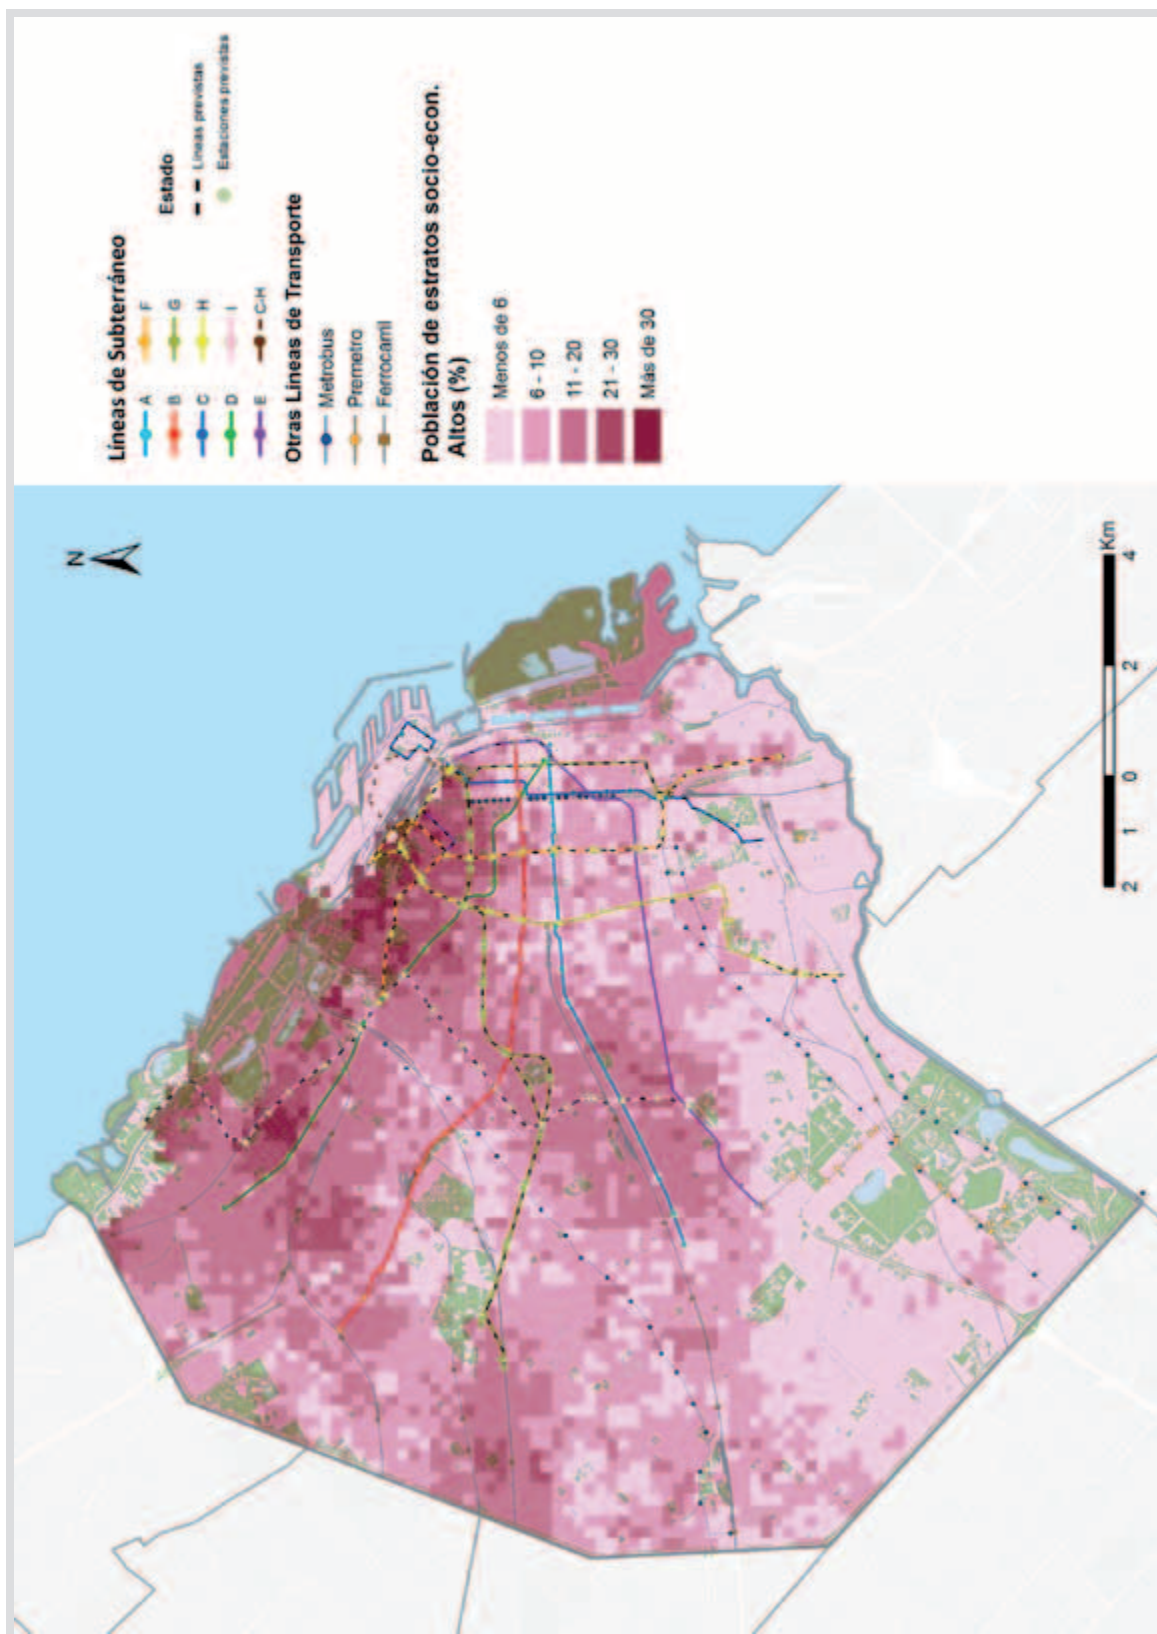 Líneas de Subterráneo
A
B
C
D
E
F
G
H
I
C-H
Estado
Líneas previstas
Estaciones previstas
Otras Líneas de Transporte
Metrobus
Premetro
Ferrocarril
Población de estratos socio-econ.
Altos (%)
Menos de 6
6 - 10
11 - 20
21 - 30
Más de 30
N
2 1 0 2 4
Km